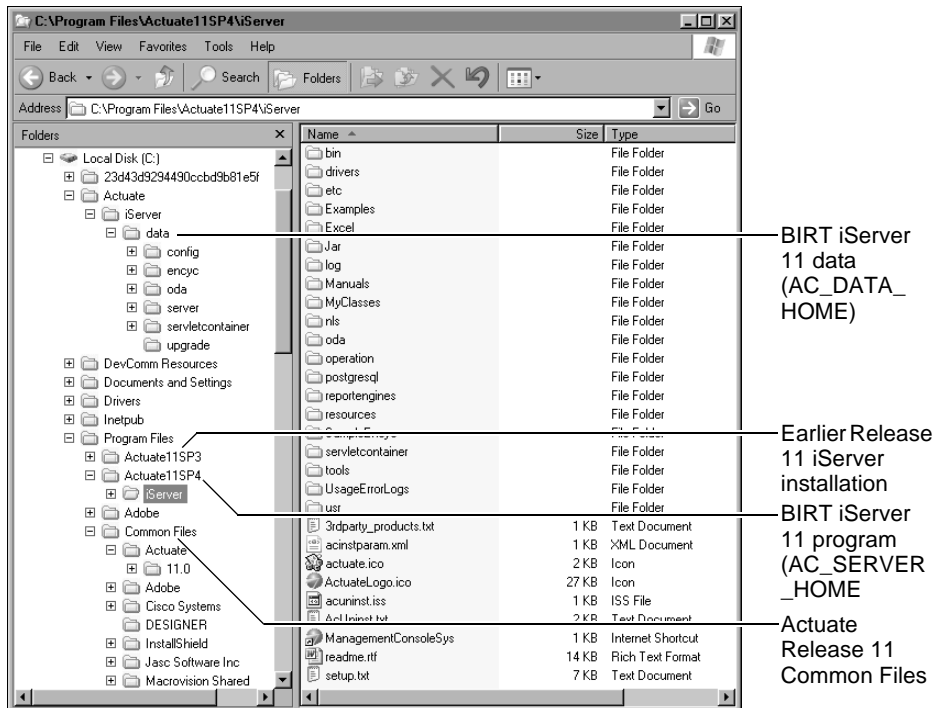 C:\Program Files\Actuate11SP4\iServer
File Edit View Favorites Tools Help
Back Search Folders
Address C:\Program Files\Actuate11SP4\iServer Go
Folders x
Local Disk (C:)
23d43d9294490ccbd9b81e5f
Actuate
iServer
data
config
encyc
oda
server
servletcontainer
upgrade
DevComm Resources
Documents and Settings
Drivers
Inetpub
Program Files
Actuate11SP3
Actuate11SP4
iServer
Adobe
Common Files
Actuate
11.0
Adobe
Cisco Systems
DESIGNER
InstallShield
Jasc Software Inc
Macrovision Shared
Name Size Type
bin File Folder
drivers File Folder
etc File Folder
Examples File Folder
Excel File Folder
Jar File Folder
log File Folder
Manuals File Folder
MyClasses File Folder
nls File Folder
oda File Folder
operation File Folder
postgresql File Folder
reportengines File Folder
resources File Folder
servletcontainer File Folder
tools File Folder
UsageErrorLogs File Folder
usr File Folder
3rdparty_products.txt 1 KB Text Document
acinstparam.xml 1 KB XML Document
actuate.ico 2 KB Icon
ActuateLogo.ico 27 KB Icon
acuninst.iss 1 KB ISS File
AcUninst.txt 2 KB Text Document
ManagementConsoleSys 1 KB Internet Shortcut
readme.rtf 14 KB Rich Text Format
setup.txt 7 KB Text Document
BIRT iServer
11 data
(AC_DATA_
HOME)
Earlier Release
11 iServer
installation
BIRT iServer
11 program
(AC_SERVER
_HOME
Actuate
Release 11
Common Files